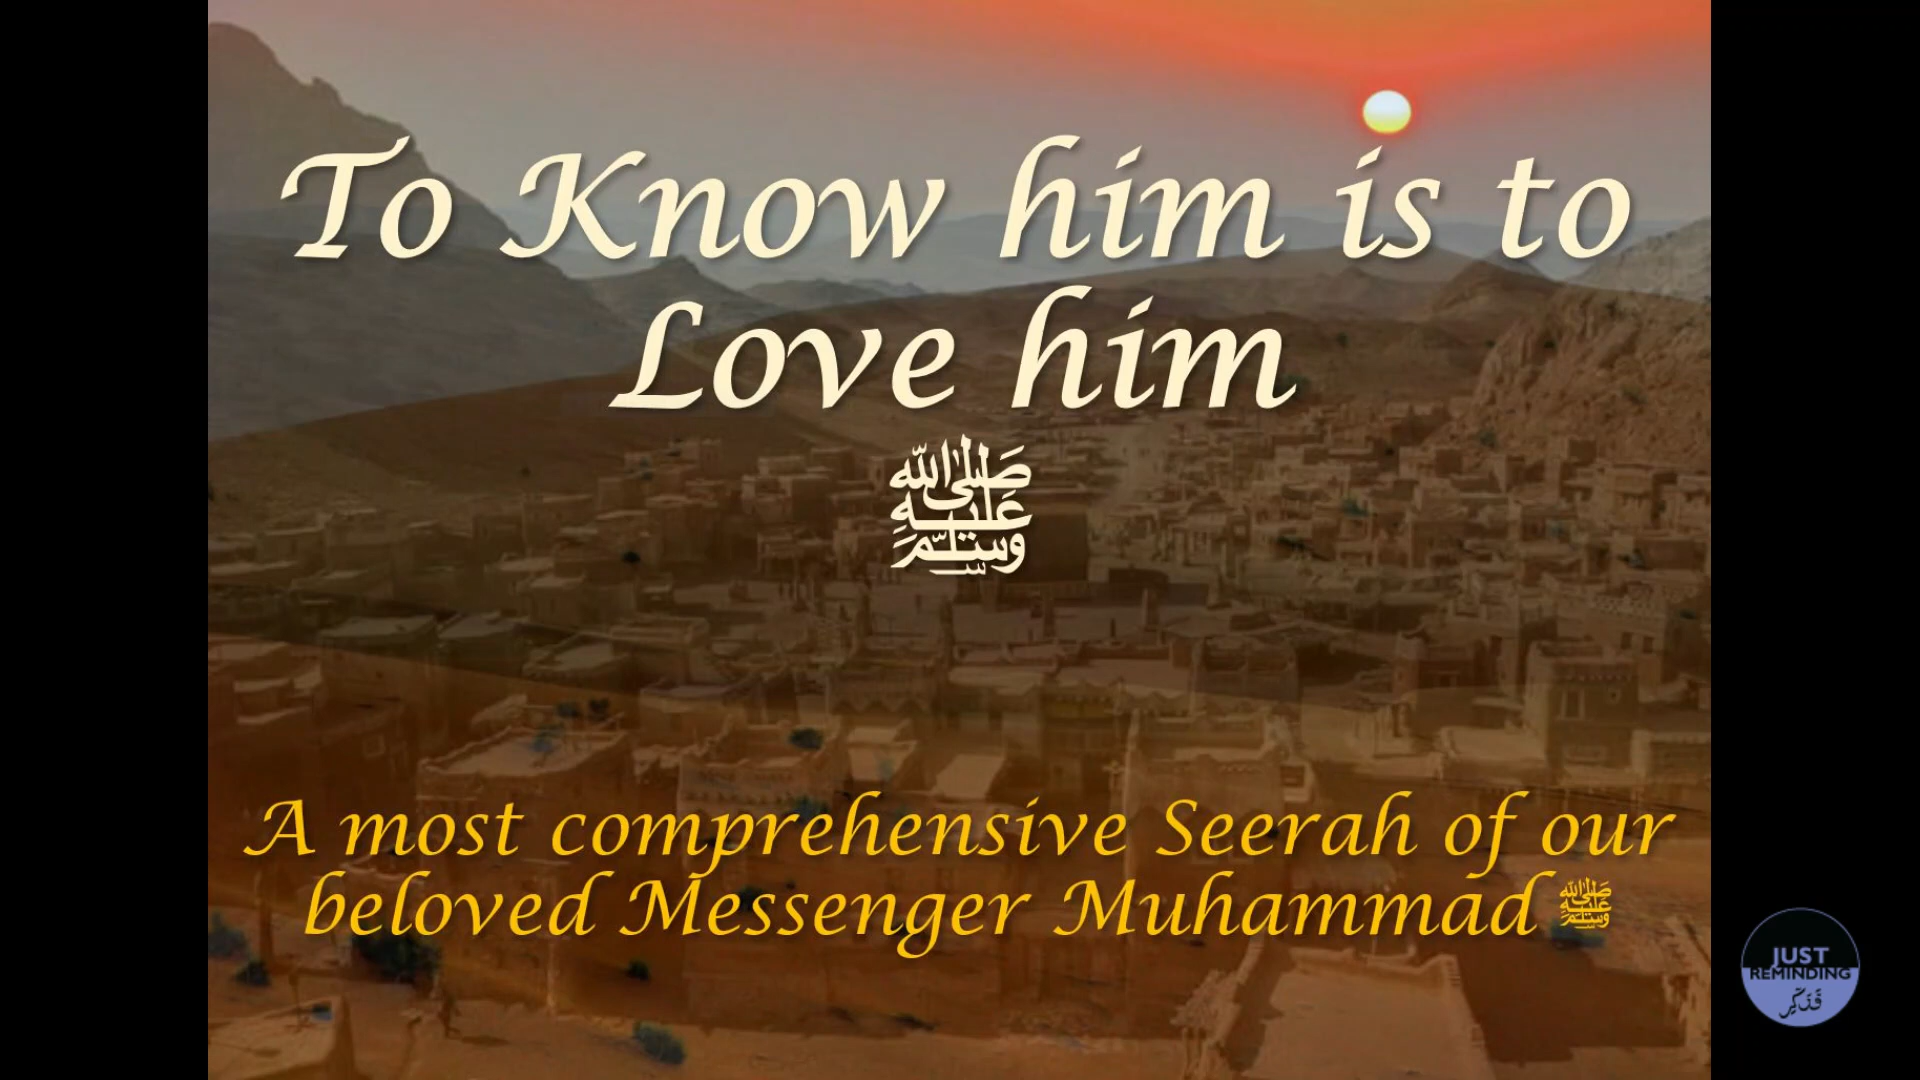 To Know him is to
Love him
ﷺ
A most comprehensive Seerah of our
beloved Messenger Muhammad ﷺ
JUST
REMINDING
فَذَكِّرْ